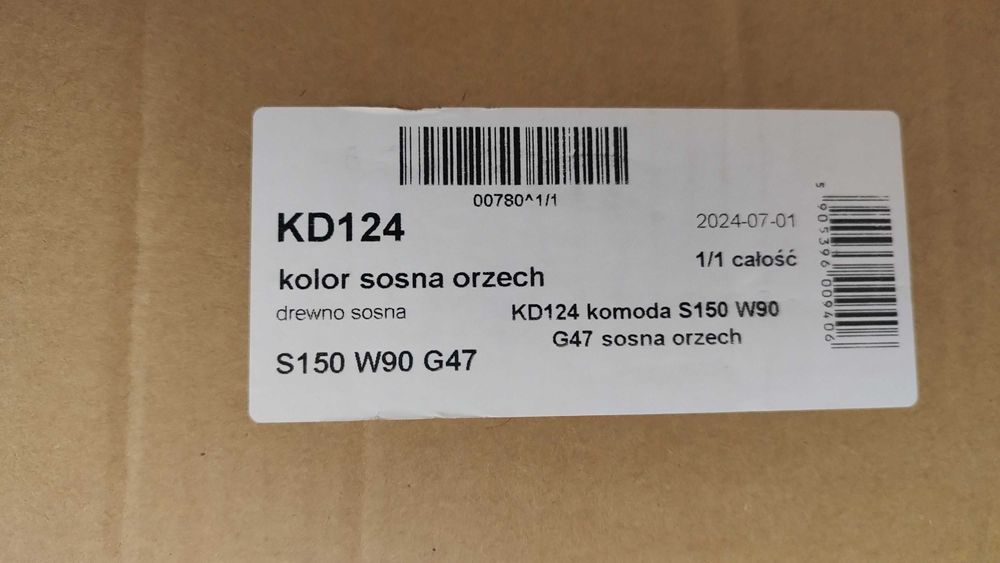 00780^1/1
KD124
2024-07-01
1/1 całość
kolor sosna orzech
drewno sosna
KD124 komoda S150 W90
G47 sosna orzech
S150 W90 G47
5 905396 009406